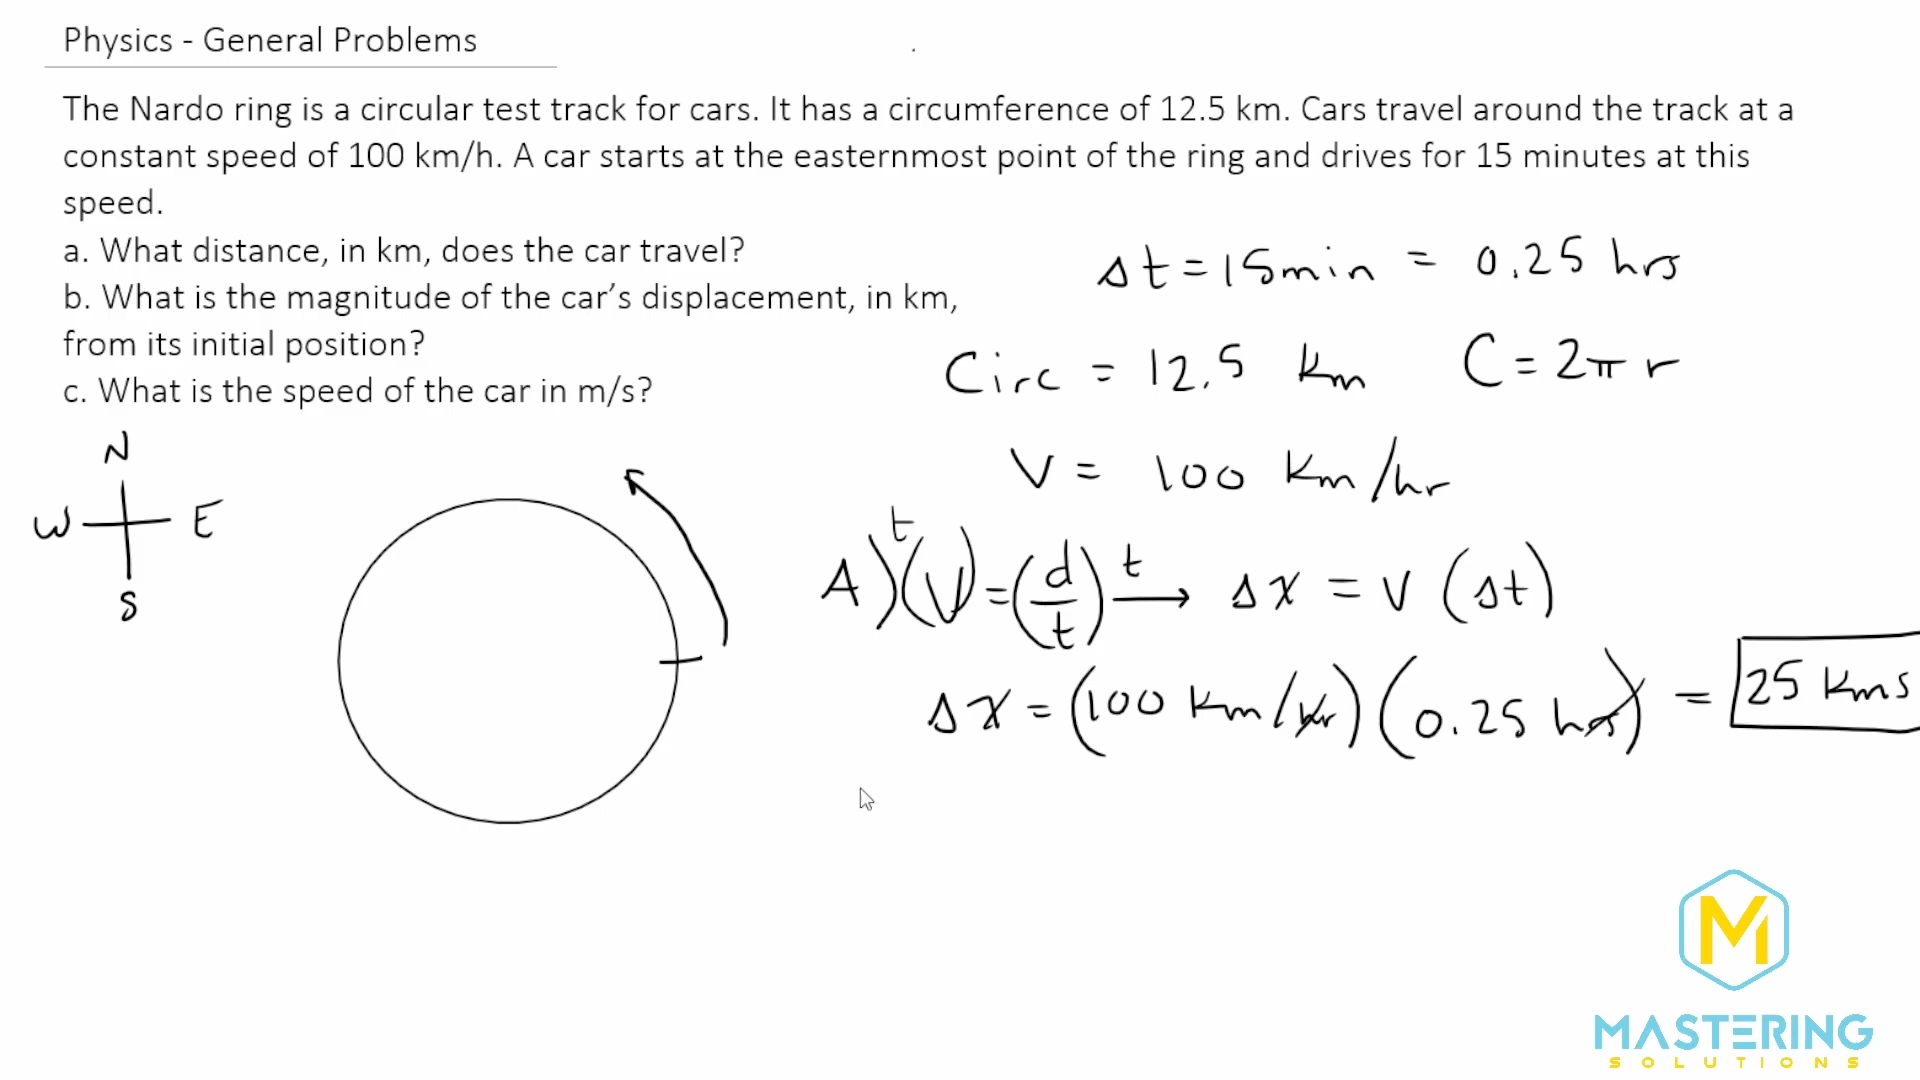 Physics - General Problems
The Nardo ring is a circular test track for cars. It has a circumference of 12.5 km. Cars travel around the track at a
constant speed of 100 km/h. A car starts at the easternmost point of the ring and drives for 15 minutes at this
speed.
a. What distance, in km, does the car travel?
b. What is the magnitude of the car’s displacement, in km,
from its initial position?
c. What is the speed of the car in m/s?
Δt = 15min = 0.25 hrs
Circ = 12.5 km C = 2π r
V = 100 km/hr
N
W E
S
A) t(V) = (d/t) t → Δx = V (Δt)
Δx = (100 km/hr) (0.25 hrs) = 25 kms
M
MASTERING
SOLUTIONS